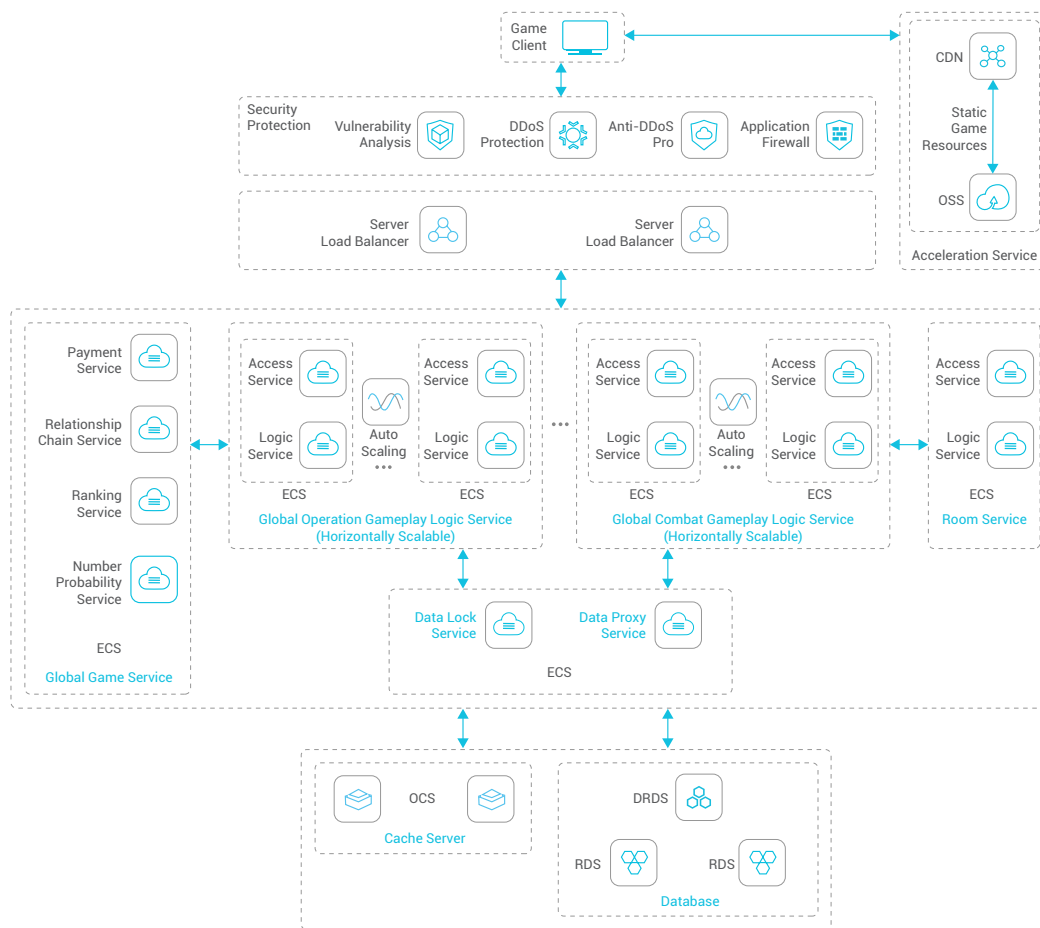 Game
Client
CDN
Static
Game
Resources
OSS
Acceleration Service
Security
Protection
Vulnerability
Analysis
DDoS
Protection
Anti-DDoS
Pro
Application
Firewall
Server
Load Balancer
Server
Load Balancer
Payment
Service
Relationship
Chain Service
Ranking
Service
Number
Probability
Service
ECS
Global Game Service
Access
Service
Logic
Service
ECS
Auto
Scaling
•••
Access
Service
Logic
Service
ECS
Global Operation Gameplay Logic Service
(Horizontally Scalable)
•••
Access
Service
Logic
Service
ECS
Auto
Scaling
•••
Access
Service
Logic
Service
ECS
Global Combat Gameplay Logic Service
(Horizontally Scalable)
Access
Service
Logic
Service
ECS
Room Service
Data Lock
Service
Data Proxy
Service
ECS
OCS
Cache Server
DRDS
RDS
RDS
Database